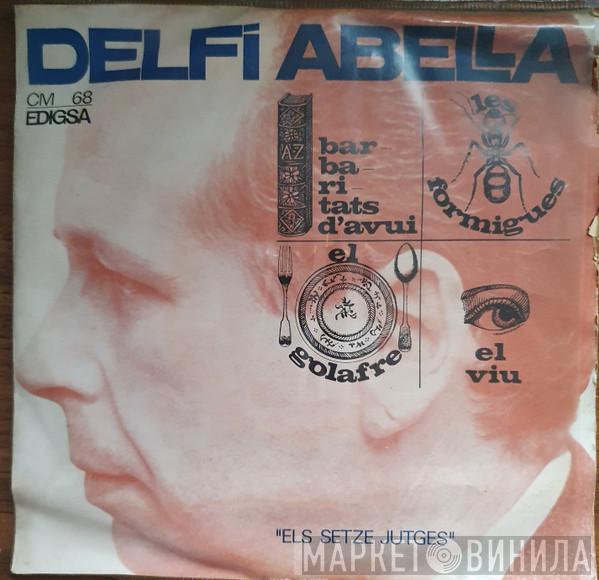 DELFÍ ABELLA
CM 68
EDIGSA
A-Z
bar-
ba-
ri-
tats
d'avui
les
formigues
el
golafre
el
viu
"ELS SETZE JUTGES"
МАРКЕТ ВИНИЛА